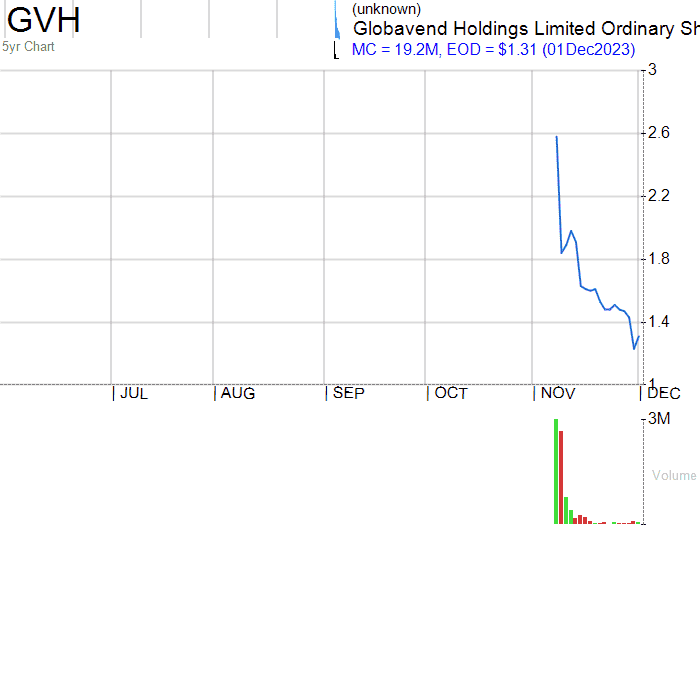 GVH
5yr Chart
(unknown)
Globavend Holdings Limited Ordinary Sh
MC = 19.2M, EOD = $1.31 (01Dec2023)
3
2.6
2.2
1.8
1.4
1
JUL AUG SEP OCT NOV DEC
3M
Volume